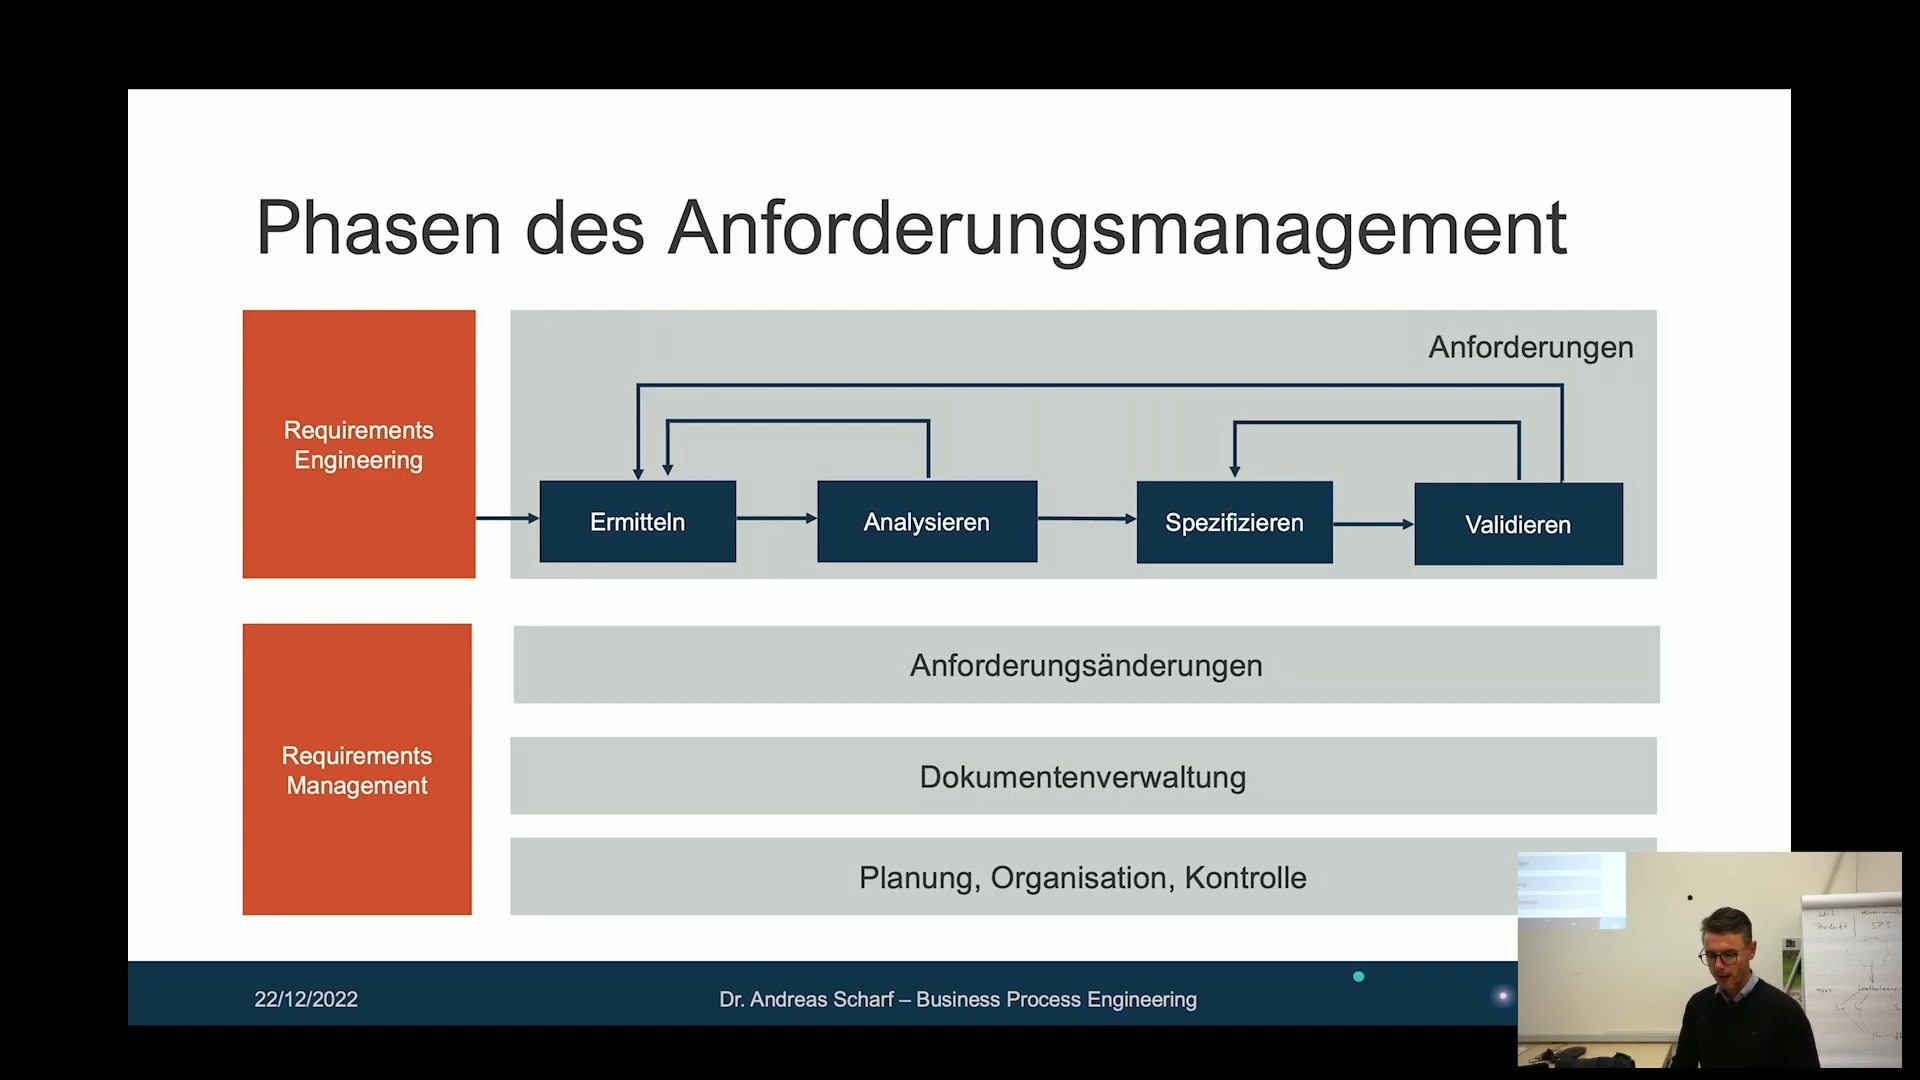 Phasen des Anforderungsmanagement
Requirements
Engineering
Anforderungen
Ermitteln
Analysieren
Spezifizieren
Validieren
Requirements
Management
Anforderungsänderungen
Dokumentenverwaltung
Planung, Organisation, Kontrolle
22/12/2022
Dr. Andreas Scharf – Business Process Engineering
Produkt